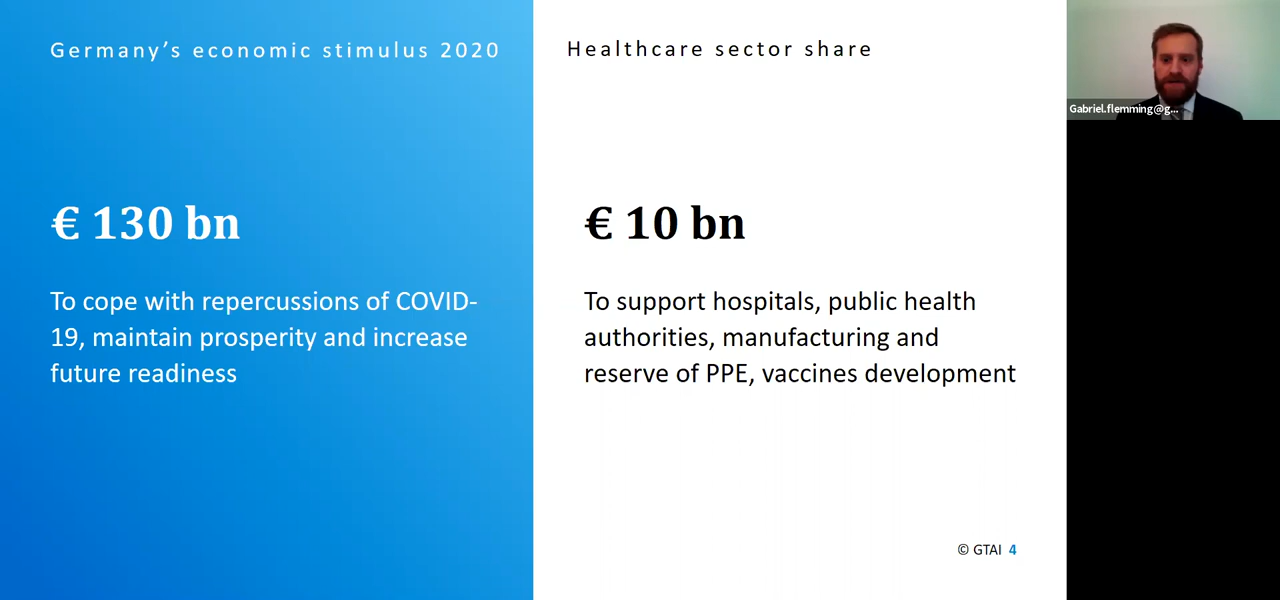 Germany’s economic stimulus 2020
€ 130 bn
To cope with repercussions of COVID-
19, maintain prosperity and increase
future readiness
Healthcare sector share
€ 10 bn
To support hospitals, public health
authorities, manufacturing and
reserve of PPE, vaccines development
© GTAI 4
Gabriel.flemming@g...